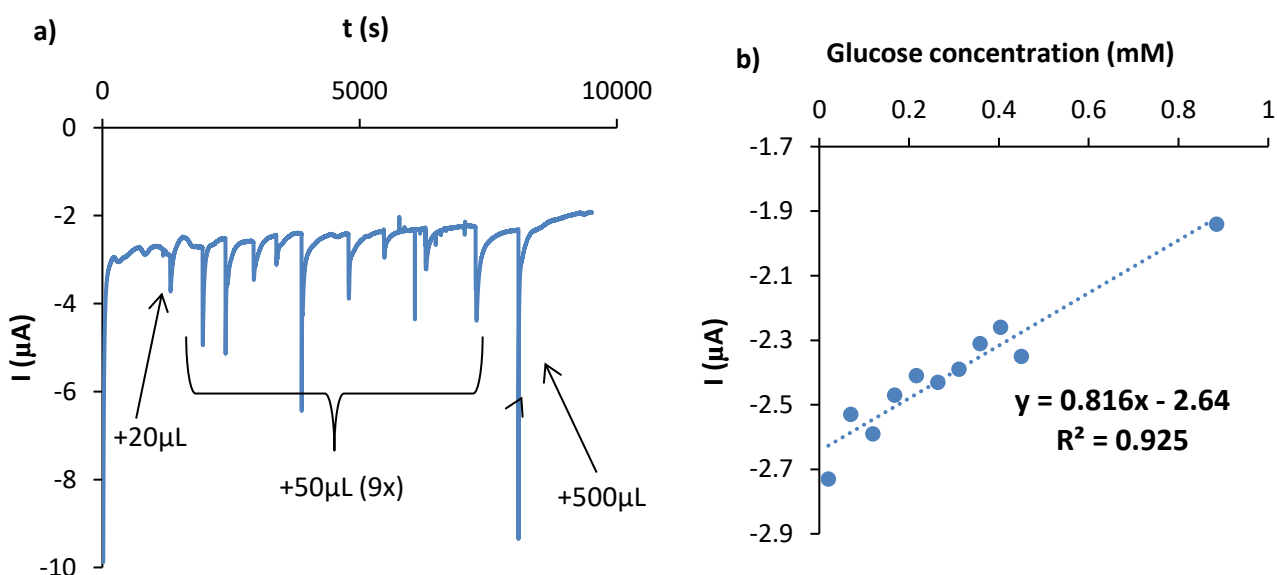 a)
t (s)
0
5000
10000
0
-2
-4
-6
-8
-10
I (µA)
+20µL
+50µL (9x)
+500µL
b)
Glucose concentration (mM)
0
0.2
0.4
0.6
0.8
1
-1.7
-1.9
-2.1
-2.3
-2.5
-2.7
-2.9
I (µA)
y = 0.816x - 2.64
R² = 0.925